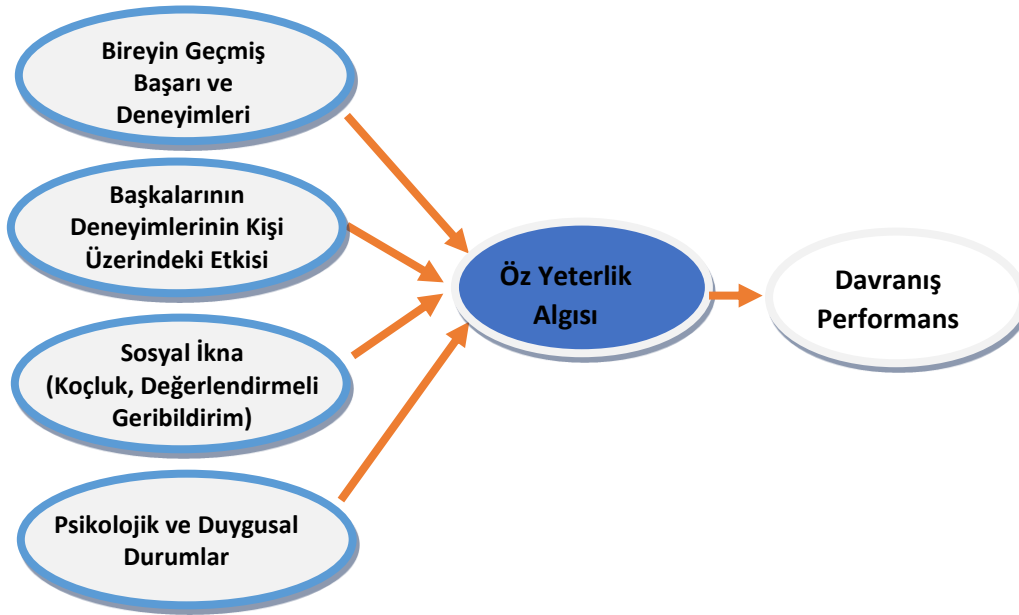 Bireyin Geçmiş
Başarı ve
Deneyimleri
Başkalarının
Deneyimlerinin Kişi
Üzerindeki Etkisi
Sosyal İkna
(Koçluk, Değerlendirmeli
Geribildirim)
Psikolojik ve Duygusal
Durumlar
Öz Yeterlik
Algısı
Davranış
Performans